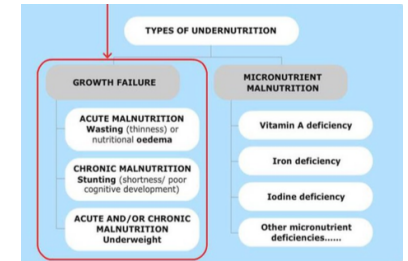 TYPES OF UNDERNUTRITION
GROWTH FAILURE
ACUTE MALNUTRITION
Wasting (thinness) or
nutritional oedema
CHRONIC MALNUTRITION
Stunting (shortness/ poor
cognitive development)
ACUTE AND/OR CHRONIC
MALNUTRITION
Underweight
MICRONUTRIENT
MALNUTRITION
Vitamin A deficiency
Iron deficiency
Iodine deficiency
Other micronutrient
deficiencies......